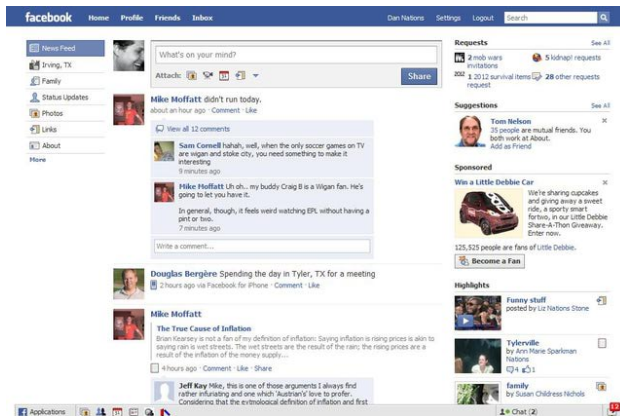 facebook Home Profile Friends Inbox Dan Nations Settings Logout Search
News Feed
Irving, TX
Family
Status Updates
Photos
Links
About
More
What's on your mind?
Attach:
Share
Mike Moffatt didn't run today.
about an hour ago · Comment · Like
View all 12 comments
Sam Cornell hahah, well, when the only soccer games on TV
are wigan and stoke city, you need something to make it
interesting
9 minutes ago
Mike Moffatt Uh oh... my buddy Craig B is a Wigan fan. He's
going to let you have it.
In general, though, it feels weird watching EPL without having a
pint or two.
7 minutes ago
Write a comment...
Douglas Bergère Spending the day in Tyler, TX for a meeting
2 hours ago via Facebook for iPhone · Comment · Like
Mike Moffatt
The True Cause of Inflation
Brian Kearsey is not a fan of my definition of inflation: Saying inflation is rising prices is akin to
saying rain is wet streets. The wet streets are the result of the rain; the rising prices are a
result of the inflation of the money supply....
4 hours ago · Comment · Like · Share
Jeff Kay Mike, this is one of those arguments I always find
rather infuriating and one which 'Austrian's' love to profer.
Considering that the etymological definition of inflation and first
Requests See All
2 mob wars
invitations
5 kidnap! requests
2012 1 2012 survival items
request
28 other requests
Suggestions See All
Tom Nelson
35 people are mutual friends. You
both work at About.
Add as Friend
Sponsored
Win a Little Debbie Car
We're sharing cupcakes
and giving away a sweet
ride, a sporty smart
fortwo, in our Little Debbie
Share-A-Thon Giveaway.
Enter now.
125,525 people are fans of Little Debbie.
Become a Fan
Highlights
Funny stuff
posted by Liz Nations Stone
Tylerville
by Ann Marie Sparkman
Nations
4 1
family
by Susan Childress Nichols
Applications Chat (2) 12